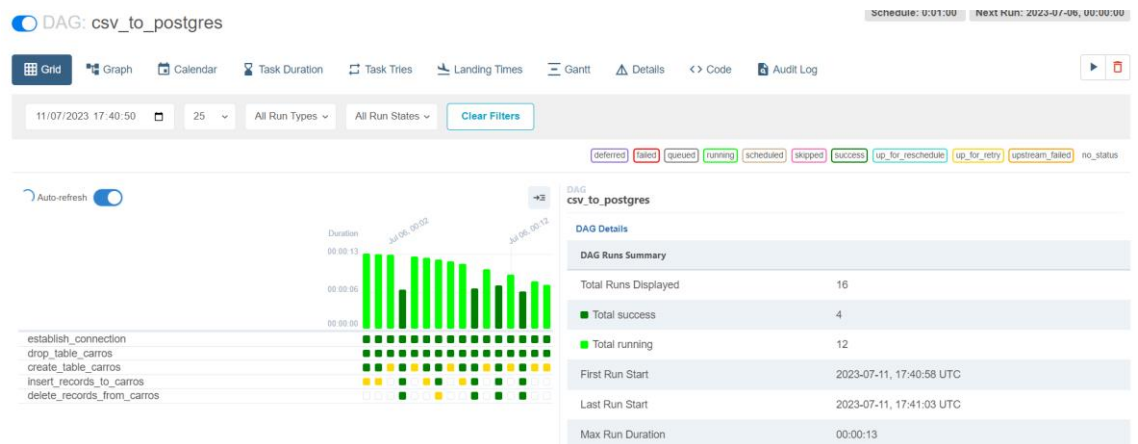 DAG: csv_to_postgres
Schedule: 0:01:00 Next Run: 2023-07-06, 00:00:00
Grid Graph Calendar Task Duration Task Tries Landing Times Gantt Details <> Code Audit Log
11/07/2023 17:40:50 25 All Run Types All Run States Clear Filters
deferred failed queued running scheduled skipped success up_for_reschedule up_for_retry upstream_failed no_status
Auto-refresh
Duration
Jul 06, 00:02
Jul 06, 00:12
00:00:13
00:00:06
00:00:00
establish_connection
drop_table_carros
create_table_carros
insert_records_to_carros
delete_records_from_carros
DAG
csv_to_postgres
DAG Details
DAG Runs Summary
Total Runs Displayed 16
Total success 4
Total running 12
First Run Start 2023-07-11, 17:40:58 UTC
Last Run Start 2023-07-11, 17:41:03 UTC
Max Run Duration 00:00:13